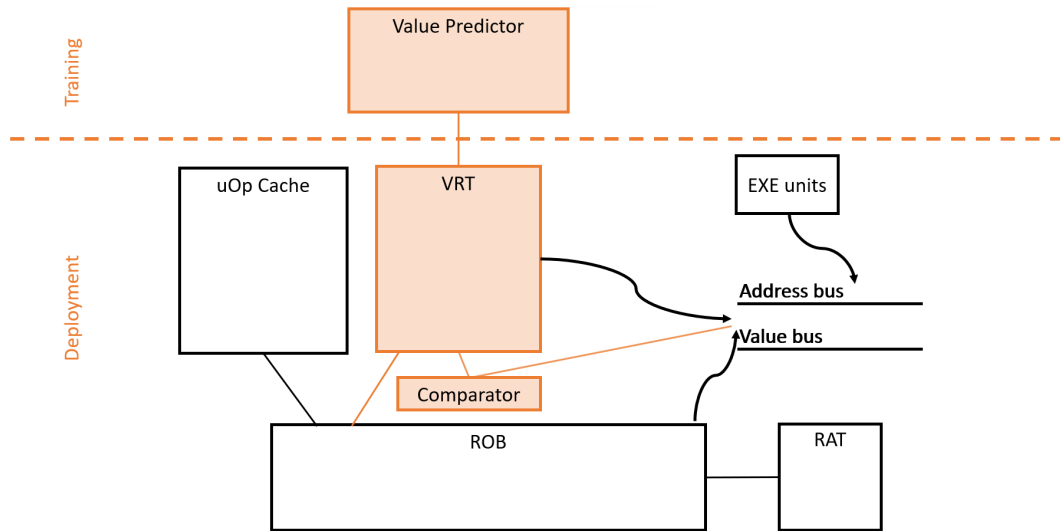 Training
Value Predictor
Deployment
uOp Cache
VRT
EXE units
Address bus
Value bus
Comparator
ROB
RAT